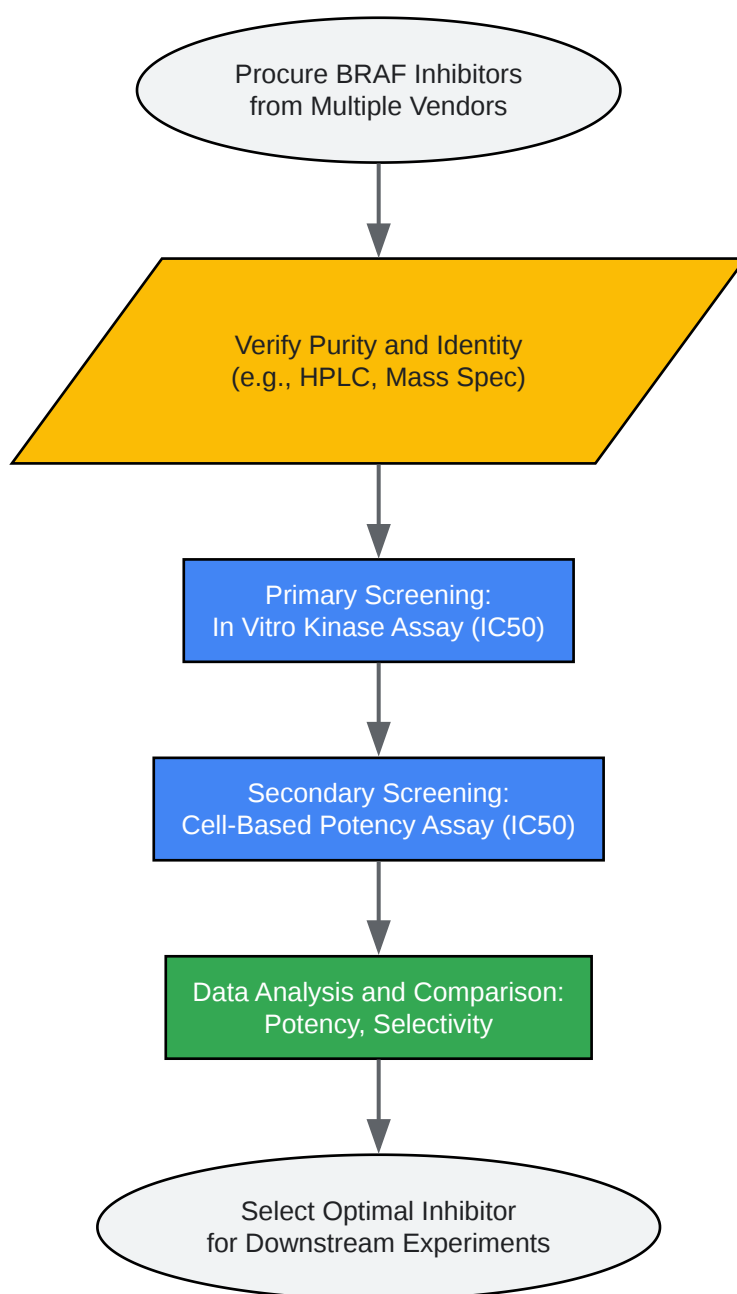 Procure BRAF Inhibitors
from Multiple Vendors
Verify Purity and Identity
(e.g., HPLC, Mass Spec)
Primary Screening:
In Vitro Kinase Assay (IC50)
Secondary Screening:
Cell-Based Potency Assay (IC50)
Data Analysis and Comparison:
Potency, Selectivity
Select Optimal Inhibitor
for Downstream Experiments